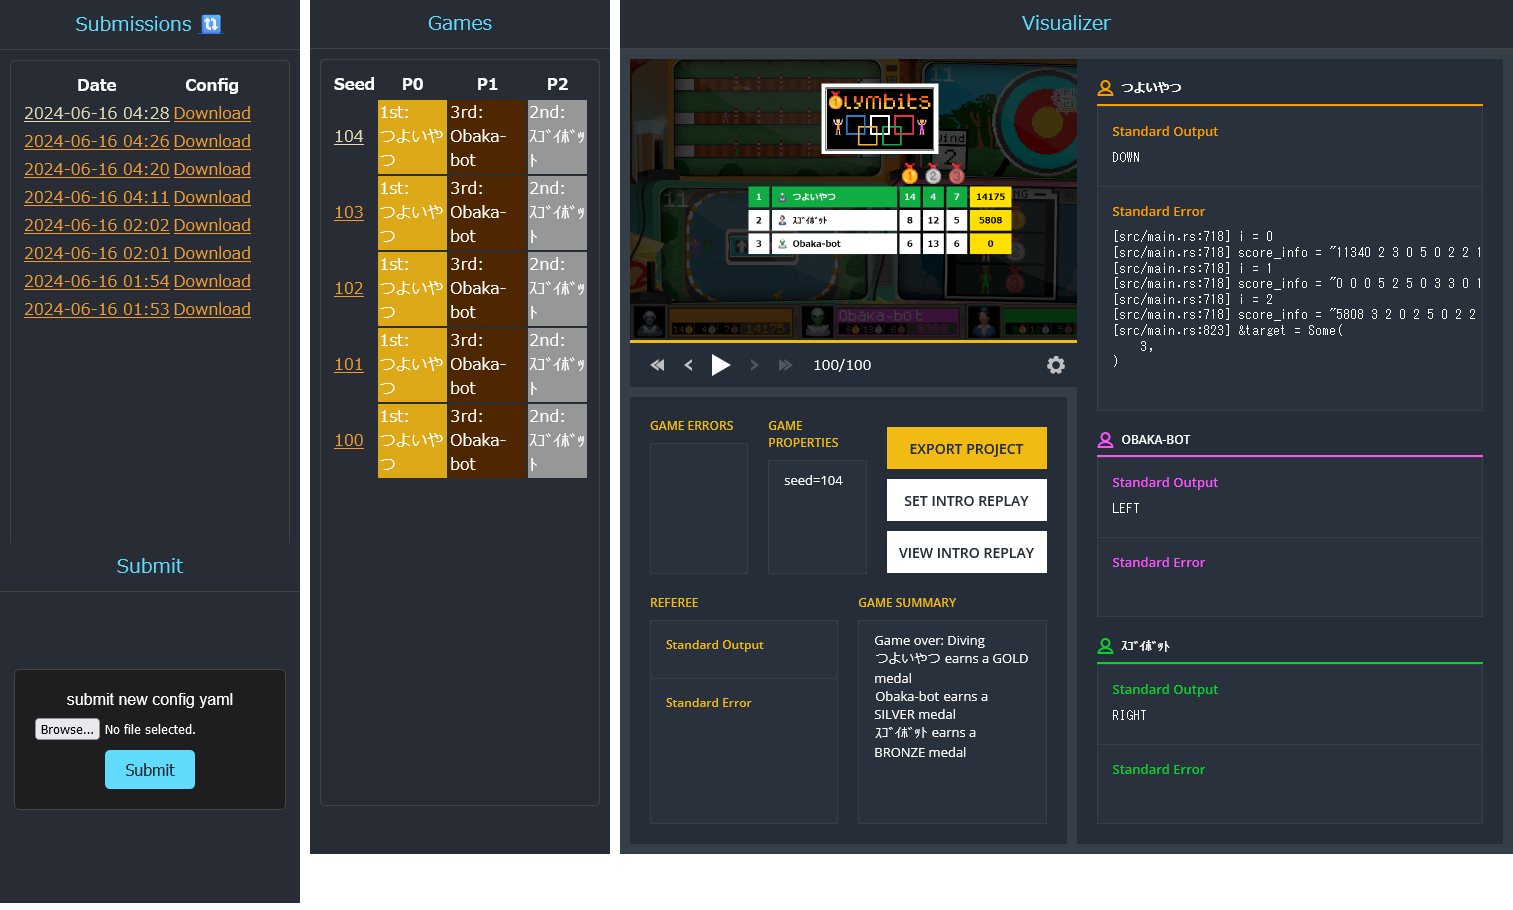 Submissions 🔃
Date Config
2024-06-16 04:28 Download
2024-06-16 04:26 Download
2024-06-16 04:20 Download
2024-06-16 04:11 Download
2024-06-16 02:02 Download
2024-06-16 02:01 Download
2024-06-16 01:54 Download
2024-06-16 01:53 Download
Submit
submit new config yaml
Browse... No file selected.
Submit
Games
Seed P0 P1 P2
104
1st:
つよいや
つ
3rd:
Obaka-
bot
2nd:
ｽｺﾞｲﾎﾞｯ
ﾄ
103
1st:
つよいや
つ
3rd:
Obaka-
bot
2nd:
ｽｺﾞｲﾎﾞｯ
ﾄ
102
1st:
つよいや
つ
3rd:
Obaka-
bot
2nd:
ｽｺﾞｲﾎﾞｯ
ﾄ
101
1st:
つよいや
つ
3rd:
Obaka-
bot
2nd:
ｽｺﾞｲﾎﾞｯ
ﾄ
100
1st:
つよいや
つ
3rd:
Obaka-
bot
2nd:
ｽｺﾞｲﾎﾞｯ
ﾄ
Visualizer
11
lymbits
1 2 3
1 つよいやつ 14 4 7 14175
2 ｽｺﾞｲﾎﾞｯﾄ 8 12 5 5808
3 Obaka-bot 6 13 6 0
11
Obaka-bot
14175
100/100
GAME ERRORS
GAME
PROPERTIES
seed=104
EXPORT PROJECT
SET INTRO REPLAY
VIEW INTRO REPLAY
REFEREE
Standard Output
Standard Error
GAME SUMMARY
Game over: Diving
つよいやつ earns a GOLD
medal
Obaka-bot earns a
SILVER medal
ｽｺﾞｲﾎﾞｯﾄ earns a
BRONZE medal
つよいやつ
Standard Output
DOWN
Standard Error
[src/main.rs:718] i = 0
[src/main.rs:718] score_info = "11340 2 3 0 5 0 2 2 1
[src/main.rs:718] i = 1
[src/main.rs:718] score_info = "0 0 0 5 2 5 0 3 3 0 1
[src/main.rs:718] i = 2
[src/main.rs:718] score_info = "5808 3 2 0 2 5 0 2 2
[src/main.rs:823] &target = Some(
3,
)
OBAKA-BOT
Standard Output
LEFT
Standard Error
ｽｺﾞｲﾎﾞｯﾄ
Standard Output
RIGHT
Standard Error